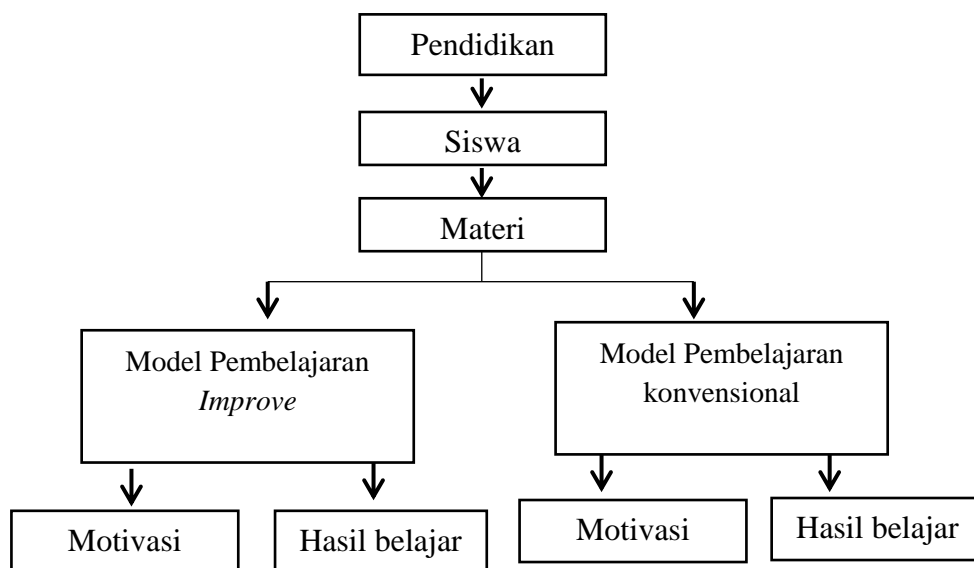 Pendidikan
Siswa
Materi
Model Pembelajaran
Improve
Model Pembelajaran
konvensional
Motivasi
Hasil belajar
Motivasi
Hasil belajar